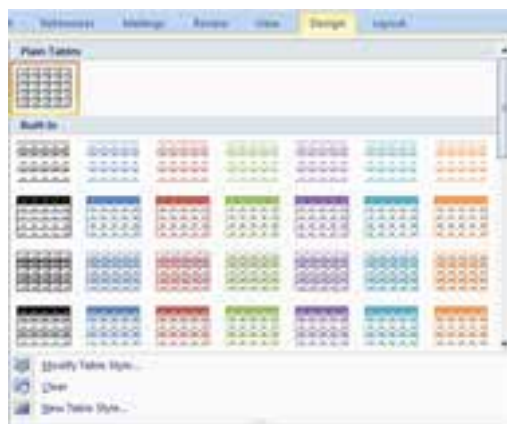 References Mailings Review View Design Layout
Plain Tables
Built-In
Modify Table Style...
Clear
New Table Style...